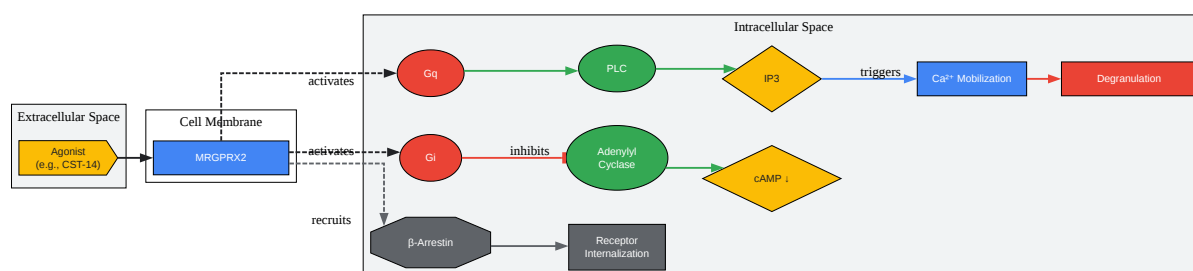 Intracellular Space
Gq
PLC
IP3
triggers
Ca²⁺ Mobilization
Degranulation
activates
Extracellular Space
Agonist
(e.g., CST-14)
Cell Membrane
MRGPRX2
activates
Gi
inhibits
Adenylyl
Cyclase
cAMP ↓
recruits
β-Arrestin
Receptor
Internalization